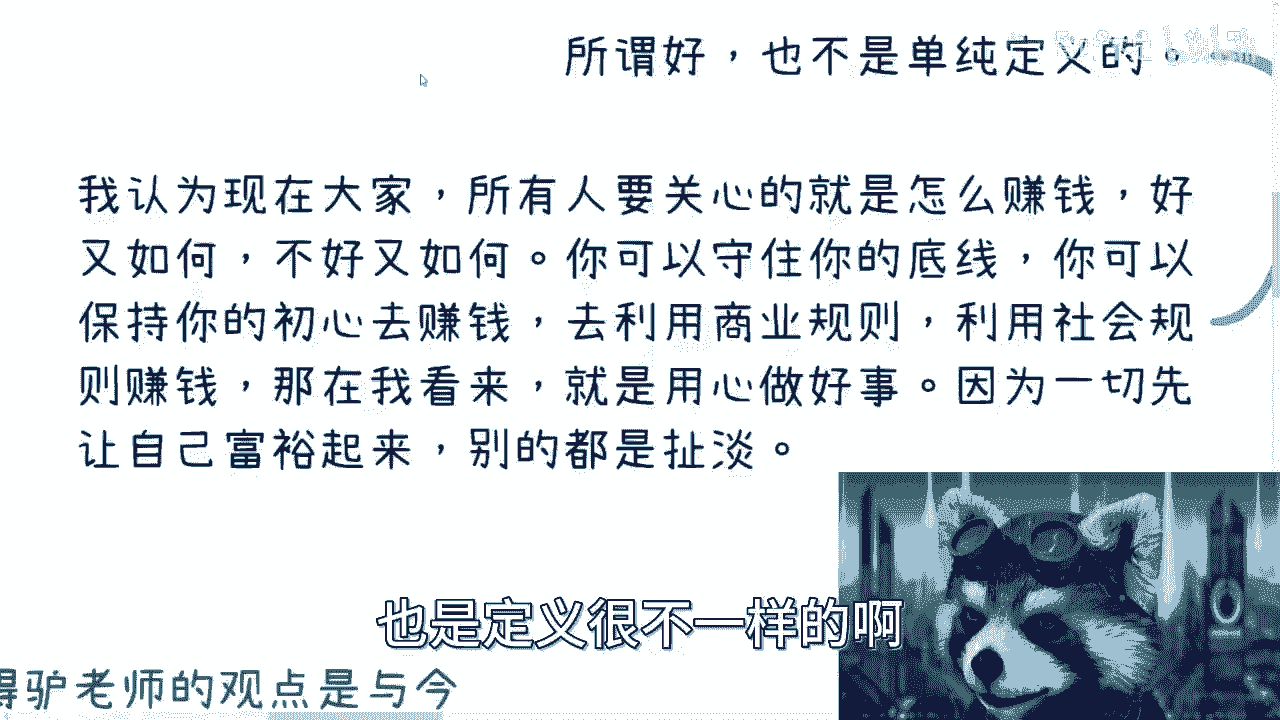 所谓好，也不是单纯定义的。
我认为现在大家，所有人要关心的就是怎么赚钱，好
又如何，不好又如何。你可以守住你的底线，你可以
保持你的初心去赚钱，去利用商业规则，利用社会规
则赚钱，那在我看来，就是用心做好事。因为一切先
让自己富裕起来，别的都是扯淡。
也是定义很不一样的啊
驴老师的观点是与今